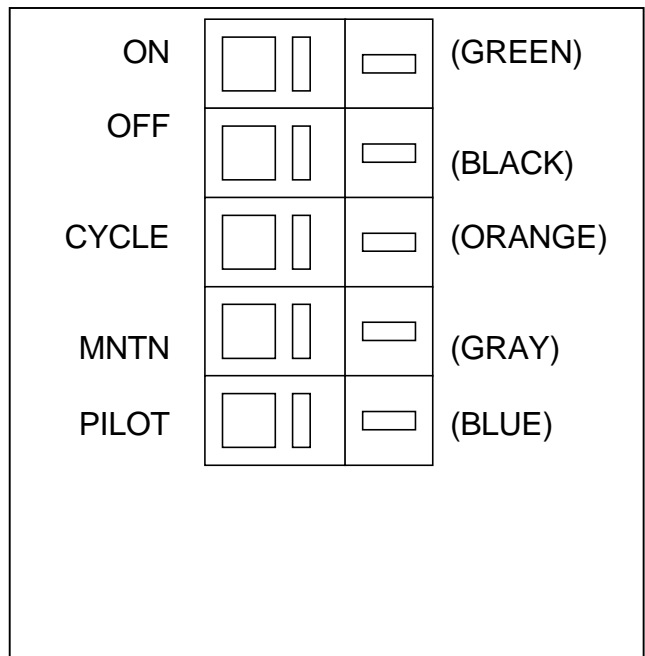 ON (GREEN)
OFF (BLACK)
CYCLE (ORANGE)
MNTN (GRAY)
PILOT (BLUE)